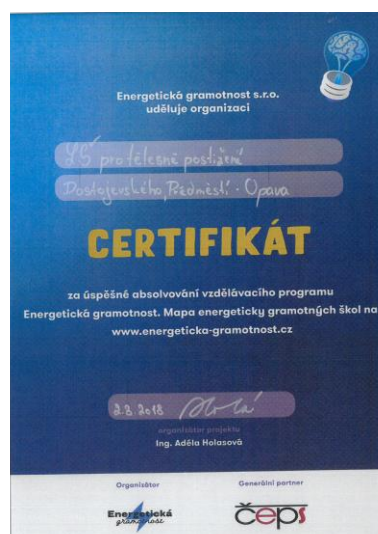 Energetická gramotnost s.r.o.
uděluje organizaci
ZŠ pro tělesně postižené
Dostojevského, Předměstí - Opava
CERTIFIKÁT
za úspěšné absolvování vzdělávacího programu
Energetická gramotnost. Mapa energeticky gramotných škol na
www.energeticka-gramotnost.cz
2.3.2018
organizátor projektu
Ing. Adéla Holasová
Organizátor Generální partner
Energetická
gramotnost
čeps